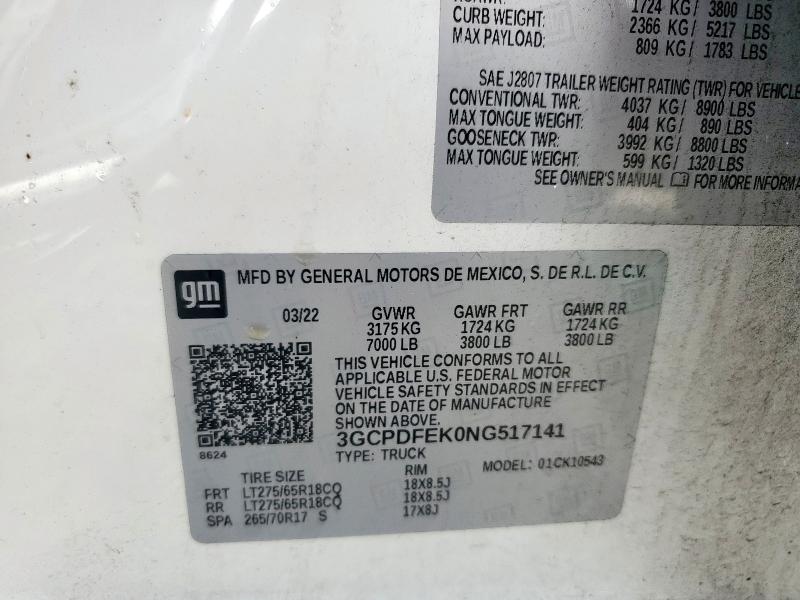 1724 KG / 3800 LBS
CURB WEIGHT: 2366 KG / 5217 LBS
MAX PAYLOAD: 809 KG / 1783 LBS
SAE J2807 TRAILER WEIGHT RATING (TWR) FOR VEHICLE
CONVENTIONAL TWR: 4037 KG / 8900 LBS
MAX TONGUE WEIGHT: 404 KG / 890 LBS
GOOSENECK TWR: 3992 KG / 8800 LBS
MAX TONGUE WEIGHT: 599 KG / 1320 LBS
SEE OWNER'S MANUAL FOR MORE INFORMA
gm
MFD BY GENERAL MOTORS DE MEXICO, S. DE R.L. DE C.V.
03/22 GVWR GAWR FRT GAWR RR
3175 KG 1724 KG 1724 KG
7000 LB 3800 LB 3800 LB
THIS VEHICLE CONFORMS TO ALL
APPLICABLE U.S. FEDERAL MOTOR
VEHICLE SAFETY STANDARDS IN EFFECT
ON THE DATE OF MANUFACTURE SHOWN ABOVE.
3GCPDFEK0NG517141
8624
TYPE: TRUCK MODEL: 01CK10543
TIRE SIZE RIM
FRT LT275/65R18CQ 18X8.5J
RR LT275/65R18CQ 18X8.5J
SPA 265/70R17 S 17X8J